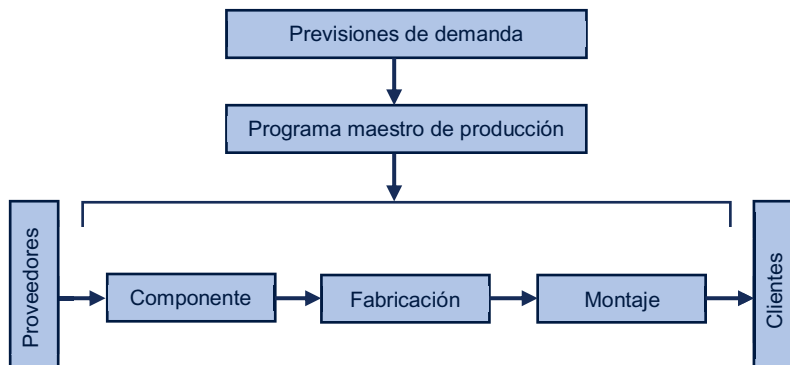 Previsiones de demanda
Programa maestro de producción
Proveedores
Componente
Fabricación
Montaje
Clientes